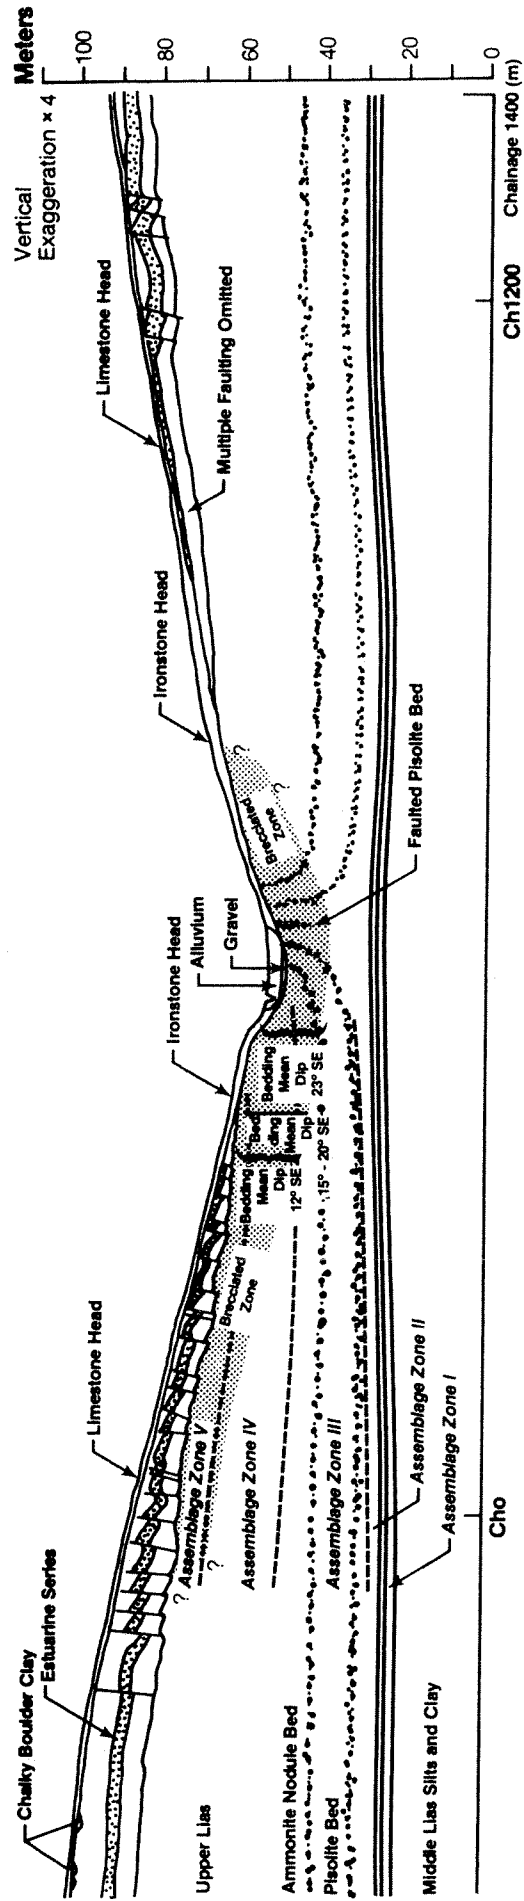 Chalky Boulder Clay
Estuarine Series
Limestone Head
Ironstone Head
Alluvium
Gravel
Ironstone Head
Limestone Head
Multiple Faulting Omitted
Vertical
Exaggeration × 4
Meters
100
80
60
40
20
0
?
?
Assemblage Zone V
Assemblage Zone IV
Assemblage Zone III
Assemblage Zone II
Assemblage Zone I
Brecciated
Zone
Bedding
Mean
Dip
12° SE
Bed
ding
Mean
Dip
15° - 20° SE
Bedding
Mean
Dip
23° SE
Brecciated
Zone
?
?
Faulted Pisolite Bed
Upper Lias
Ammonite Nodule Bed
Pisolite Bed
Middle Lias Silts and Clay
Cho
Ch1200
Chainage 1400 (m)